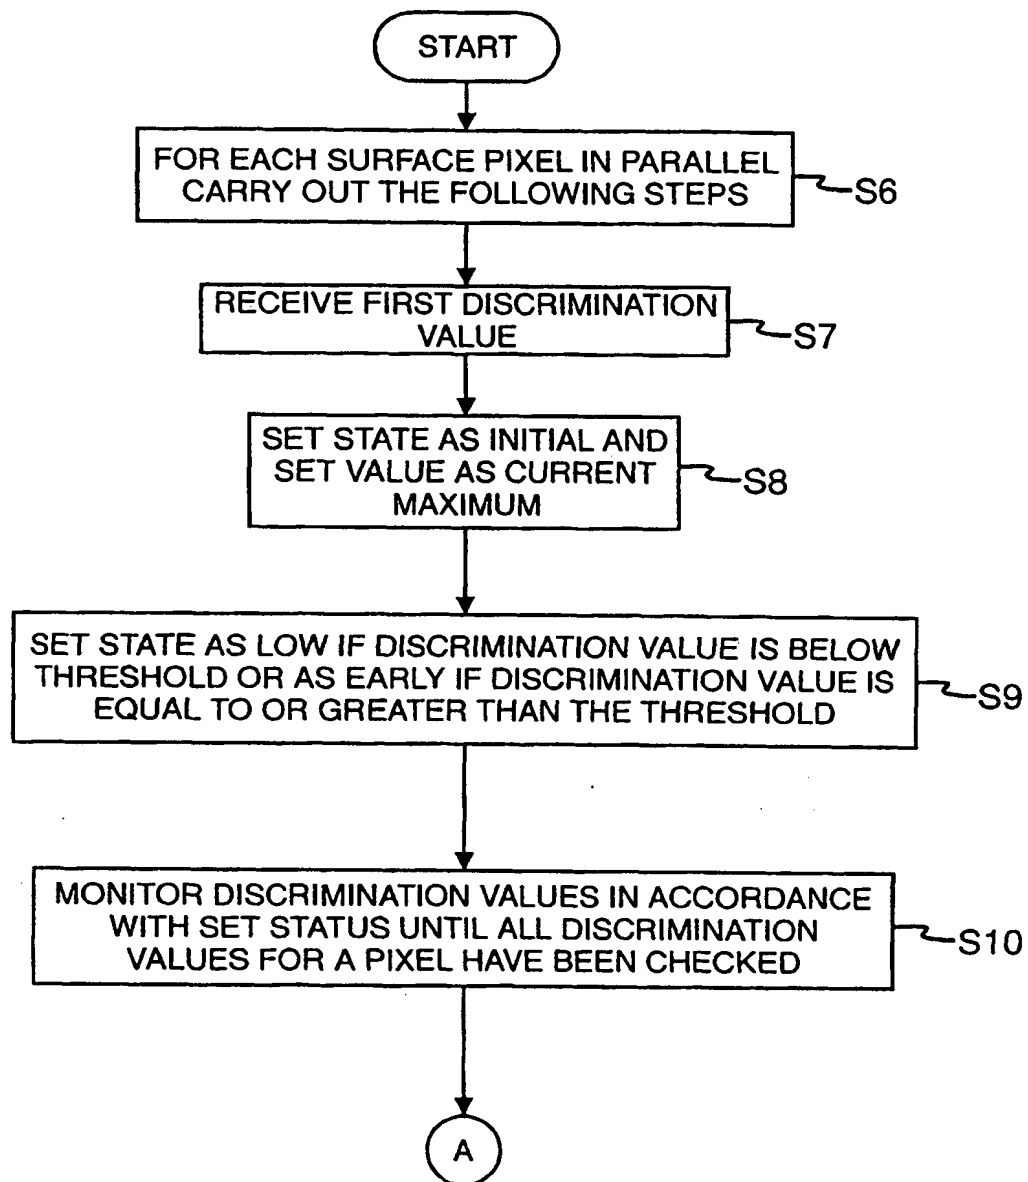 START
FOR EACH SURFACE PIXEL IN PARALLEL
CARRY OUT THE FOLLOWING STEPS
S6
RECEIVE FIRST DISCRIMINATION
VALUE
S7
SET STATE AS INITIAL AND
SET VALUE AS CURRENT
MAXIMUM
S8
SET STATE AS LOW IF DISCRIMINATION VALUE IS BELOW
THRESHOLD OR AS EARLY IF DISCRIMINATION VALUE IS
EQUAL TO OR GREATER THAN THE THRESHOLD
S9
MONITOR DISCRIMINATION VALUES IN ACCORDANCE
WITH SET STATUS UNTIL ALL DISCRIMINATION
VALUES FOR A PIXEL HAVE BEEN CHECKED
S10
A